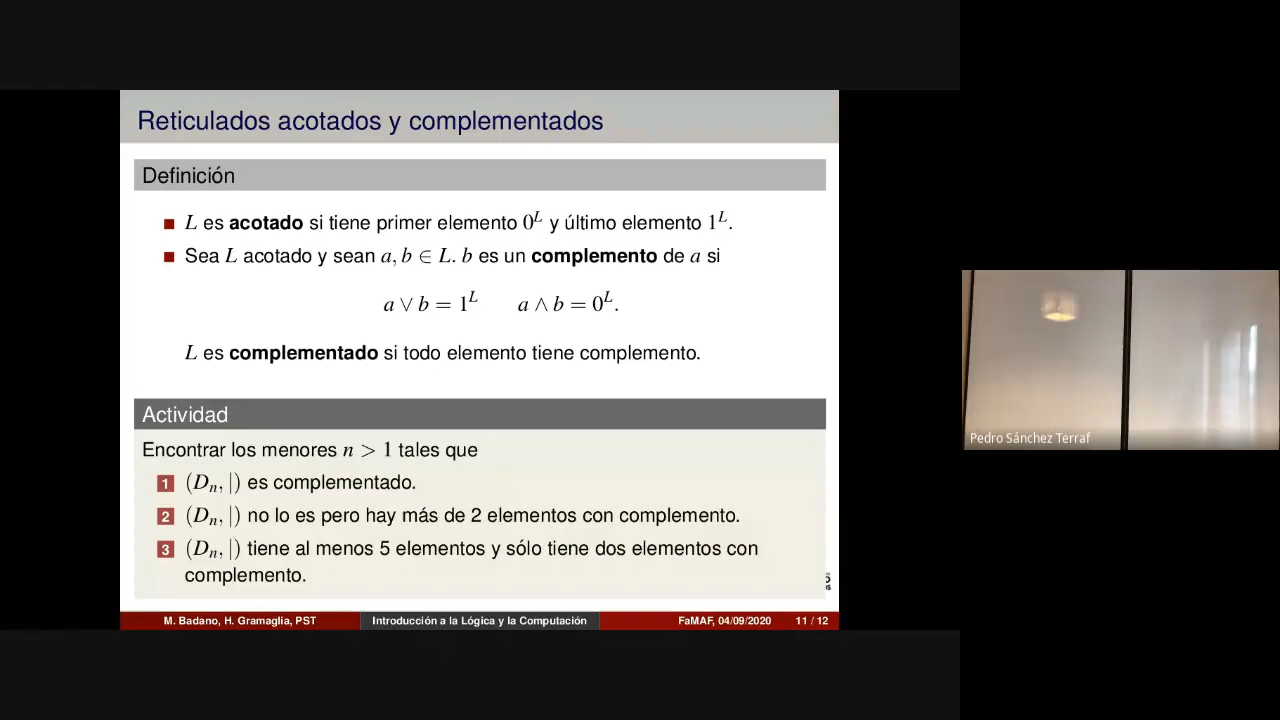 Reticulados acotados y complementados
Definición
L es acotado si tiene primer elemento 0^L y último elemento 1^L.
Sea L acotado y sean a, b ∈ L. b es un complemento de a si
a ∨ b = 1^L a ∧ b = 0^L.
L es complementado si todo elemento tiene complemento.
Actividad
Encontrar los menores n > 1 tales que
1 (D_n, |) es complementado.
2 (D_n, |) no lo es pero hay más de 2 elementos con complemento.
3 (D_n, |) tiene al menos 5 elementos y sólo tiene dos elementos con
complemento.
M. Badano, H. Gramaglia, PST Introducción a la Lógica y la Computación FaMAF, 04/09/2020 11 / 12
Pedro Sánchez Terraf